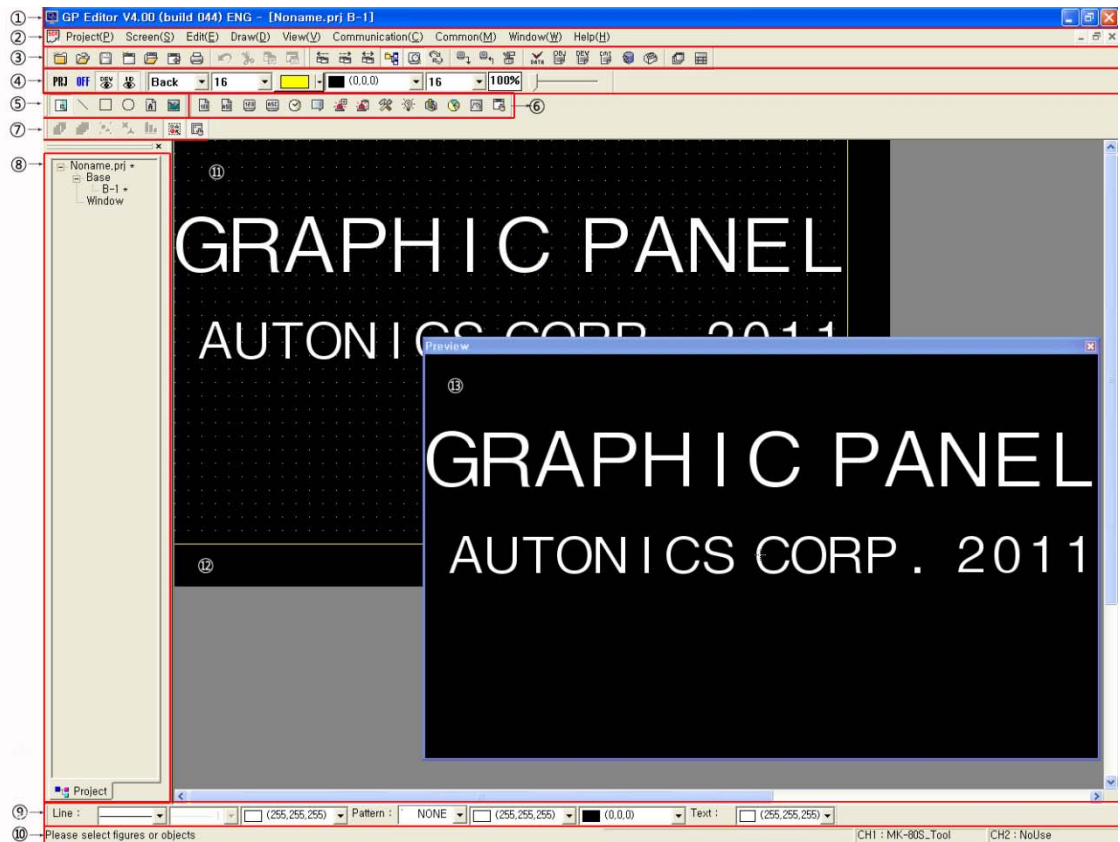 ① GP Editor V4.00 (build 044) ENG - [Noname.prj B-1]
② Project(P) Screen(S) Edit(E) Draw(D) View(V) Communication(C) Common(M) Window(W) Help(H)
③
④ PRJ OFF DEV ID Back 16 (0,0,0) 16 100%
⑤ ⑥
⑦
⑧ Noname.prj *
Base
B-1 *
Window
Project
⑪
GRAPHIC PANEL
AUTONICS CORP. 2011
⑫
Preview
⑬
GRAPHIC PANEL
AUTONICS CORP. 2011
⑨ Line : (255,255,255) Pattern : NONE (255,255,255) (0,0,0) Text : (255,255,255)
⑩ Please select figures or objects CH1 : MK-80S_Tool CH2 : NoUse